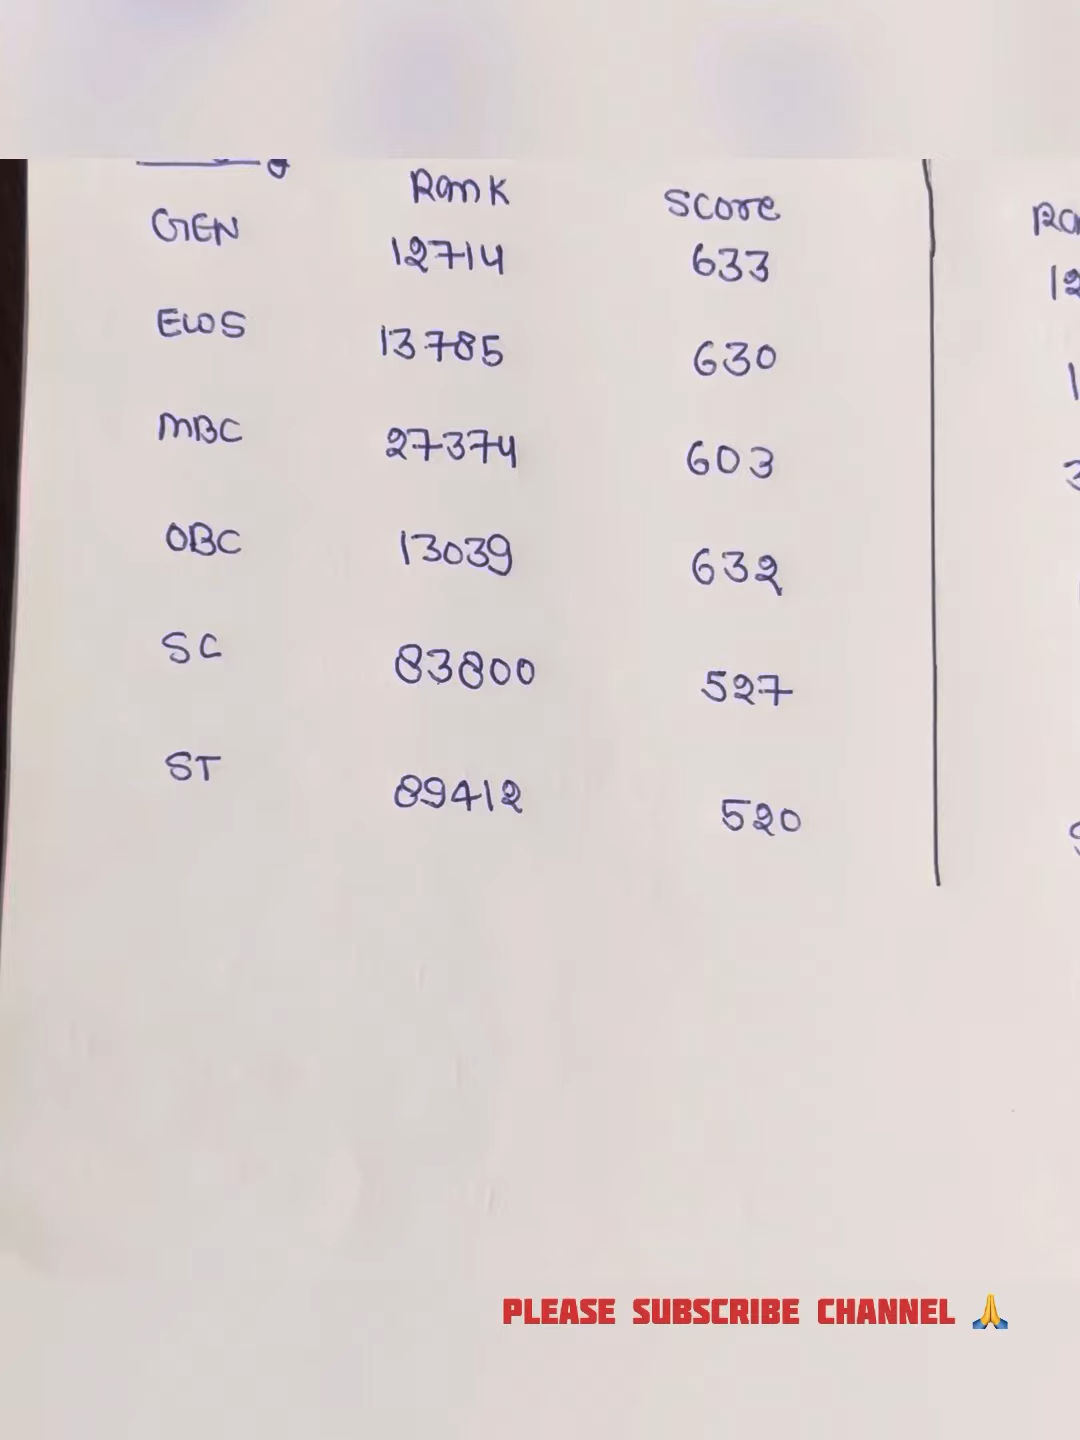 Rank Score
GEN 12714 633
EWS 13785 630
MBC 27374 603
OBC 13039 632
SC 83800 527
ST 89412 520
PLEASE SUBSCRIBE CHANNEL 🙏